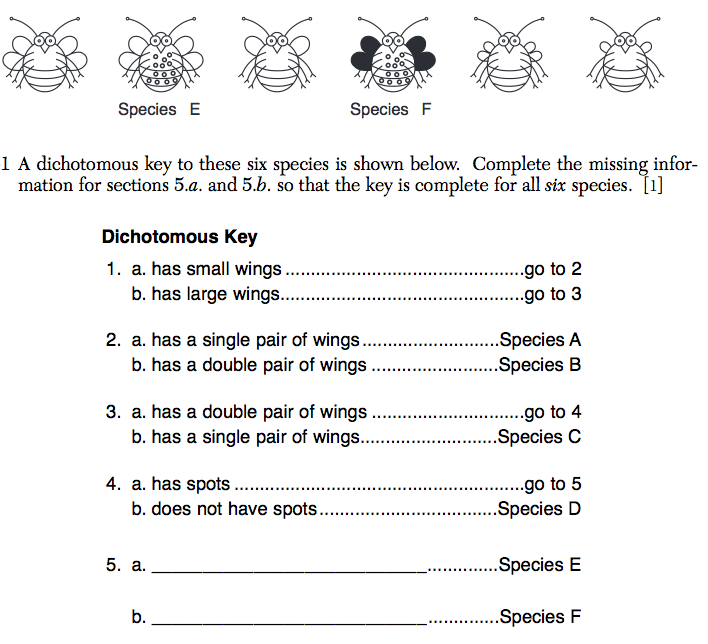 Species E
Species F
1 A dichotomous key to these six species is shown below. Complete the missing infor-
mation for sections 5.a. and 5.b. so that the key is complete for all six species. [1]
Dichotomous Key
1. a. has small wings ................................................go to 2
b. has large wings.................................................go to 3
2. a. has a single pair of wings...........................Species A
b. has a double pair of wings .........................Species B
3. a. has a double pair of wings ..............................go to 4
b. has a single pair of wings...........................Species C
4. a. has spots ..........................................................go to 5
b. does not have spots...................................Species D
5. a. ____________________________..............Species E
b. ____________________________..............Species F